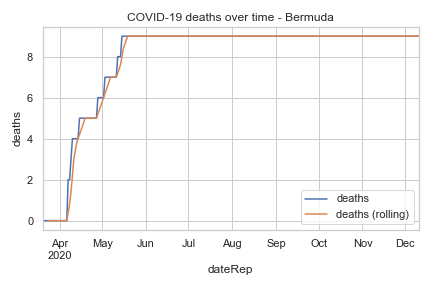 COVID-19 deaths over time - Bermuda
deaths
8
6
4
2
0
deaths
deaths (rolling)
Apr May Jun Jul Aug Sep Oct Nov Dec
2020
dateRep